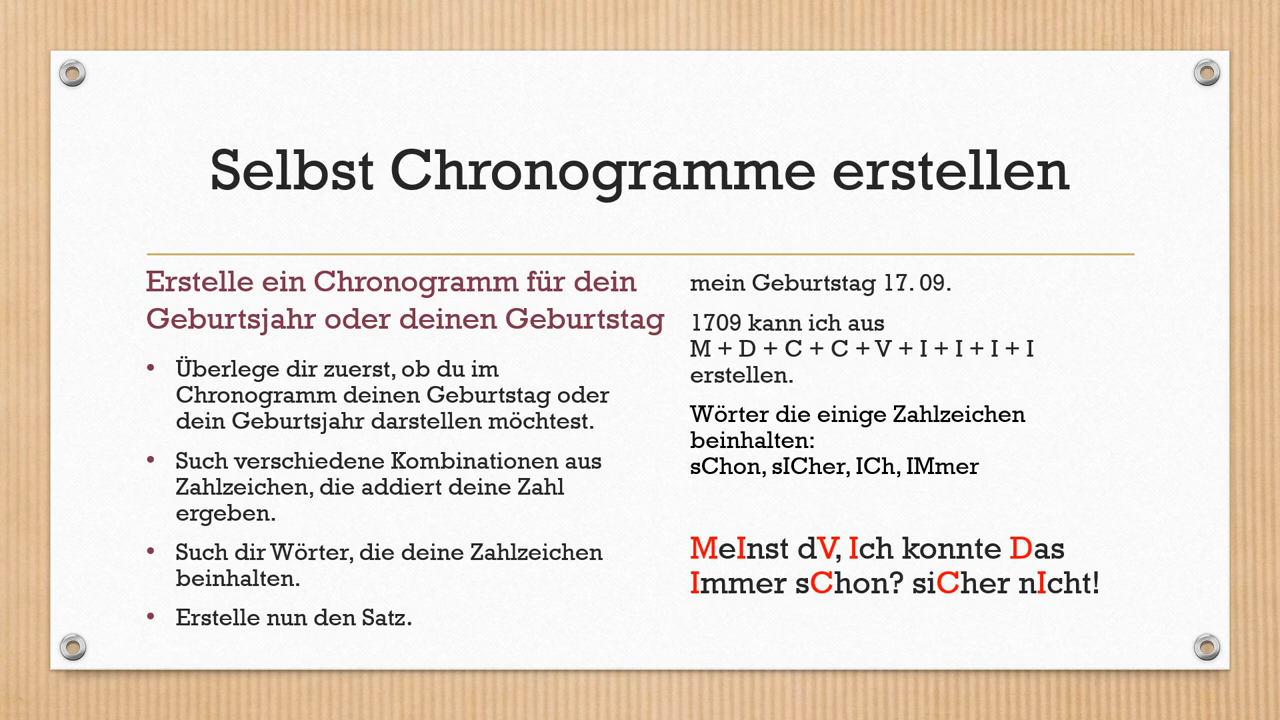 Selbst Chronogramme erstellen
Erstelle ein Chronogramm für dein
Geburtsjahr oder deinen Geburtstag
• Überlege dir zuerst, ob du im
Chronogramm deinen Geburtstag oder
dein Geburtsjahr darstellen möchtest.
• Such verschiedene Kombinationen aus
Zahlzeichen, die addiert deine Zahl
ergeben.
• Such dir Wörter, die deine Zahlzeichen
beinhalten.
• Erstelle nun den Satz.
mein Geburtstag 17. 09.
1709 kann ich aus
M + D + C + C + V + I + I + I + I
erstellen.
Wörter die einige Zahlzeichen
beinhalten:
sChon, sICher, ICh, IMmer
MeInst dV, Ich konnte Das
Immer sChon? siCher nIcht!